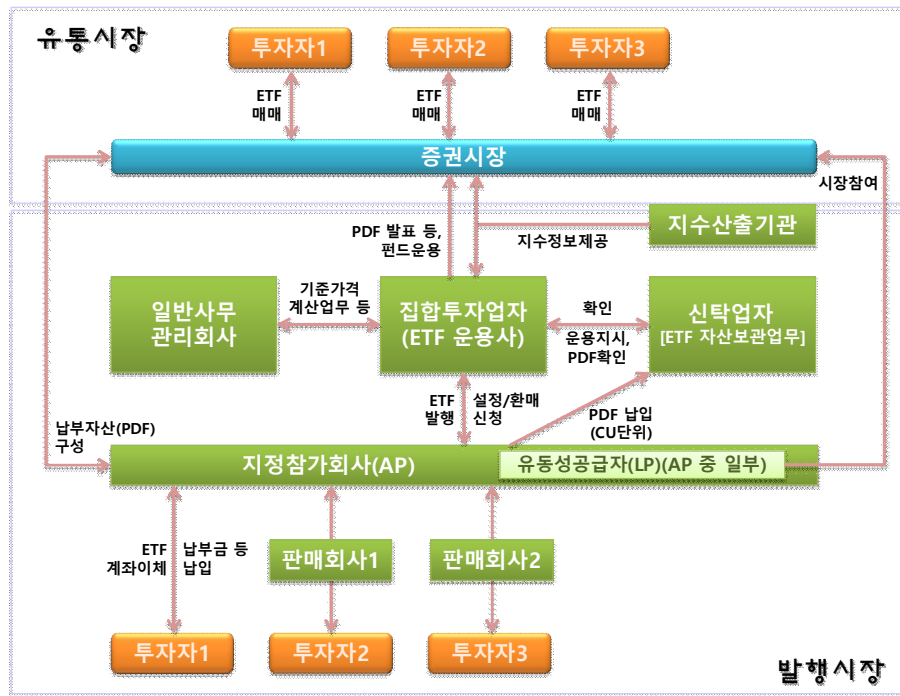 유통시장
투자자1
투자자2
투자자3
ETF
매매
ETF
매매
ETF
매매
증권시장
시장참여
PDF 발표 등,
펀드운용
지수정보제공
지수산출기관
일반사무
관리회사
기준가격
계산업무 등
집합투자업자
(ETF 운용사)
확인
운용지시,
PDF확인
신탁업자
[ETF 자산보관업무]
ETF
발행
설정/환매
신청
PDF 납입
(CU단위)
납부자산(PDF)
구성
지정참가회사(AP)
유동성공급자(LP)(AP 중 일부)
ETF
계좌이체
납부금 등
납입
판매회사1
판매회사2
투자자1
투자자2
투자자3
발행시장